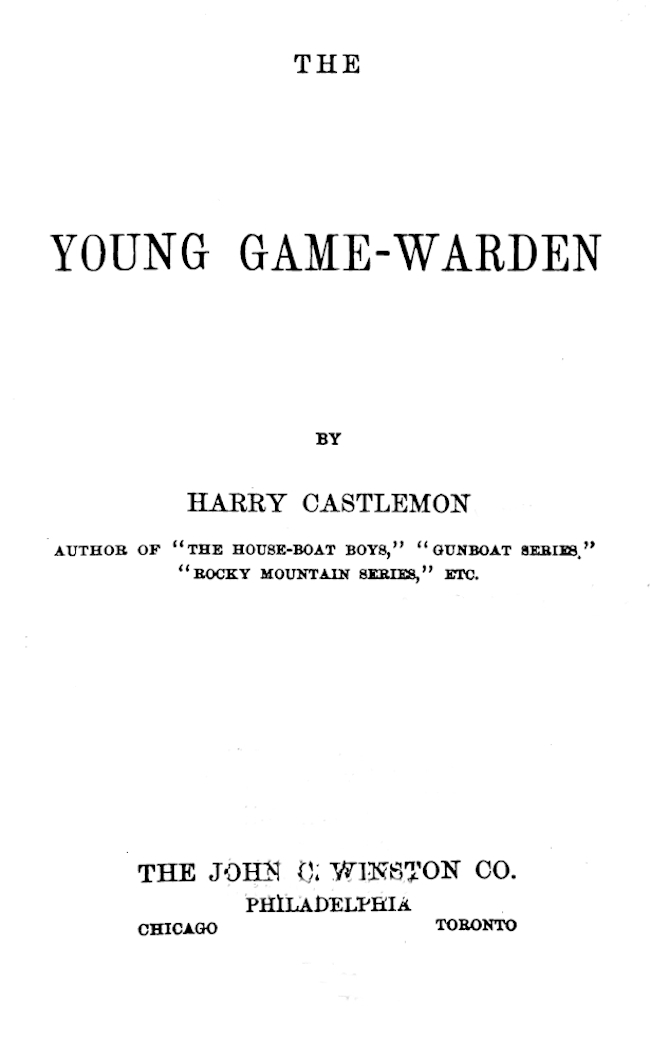 THE
YOUNG GAME-WARDEN
BY
HARRY CASTLEMON
AUTHOR OF "THE HOUSE-BOAT BOYS," "GUNBOAT SERIES,"
"ROCKY MOUNTAIN SERIES," ETC.
THE JOHN C. WINSTON CO.
PHILADELPHIA
CHICAGO TORONTO